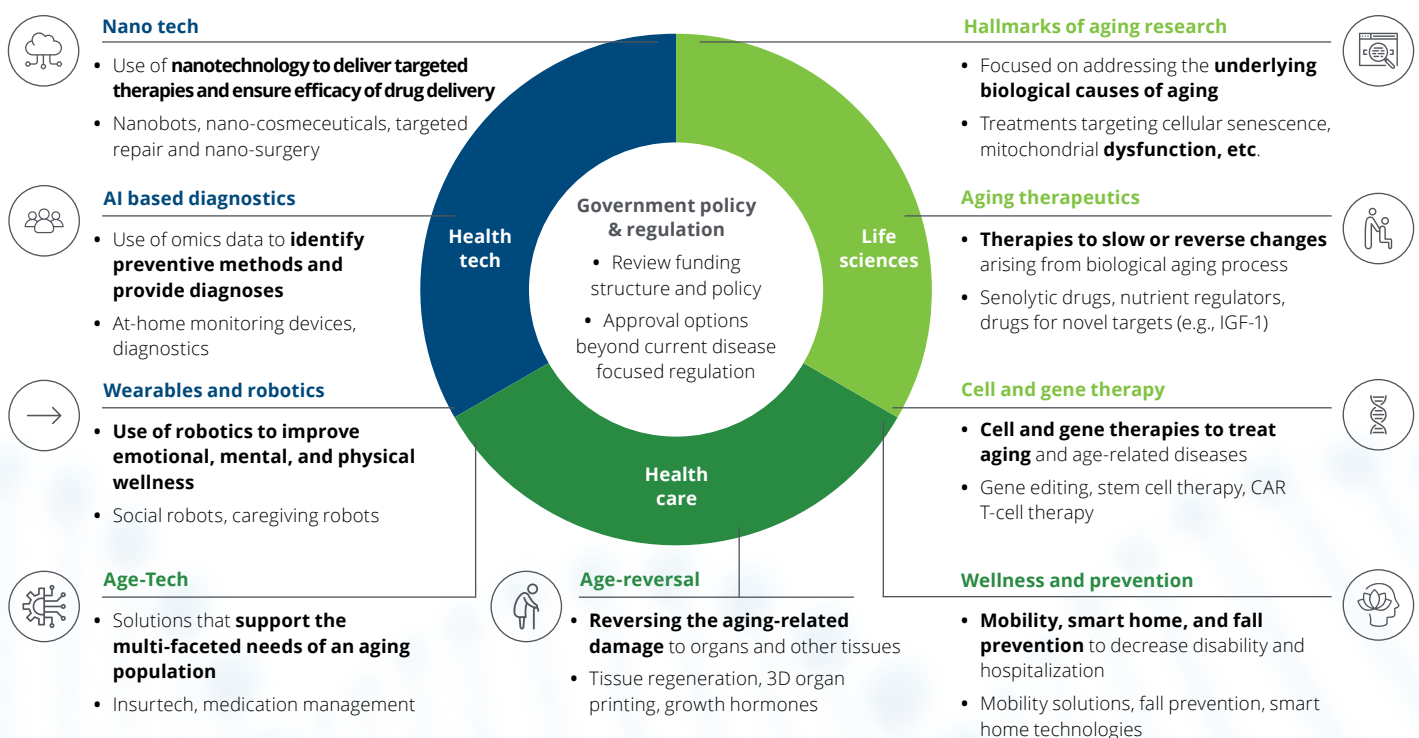 Nano tech
• Use of nanotechnology to deliver targeted
therapies and ensure efficacy of drug delivery
• Nanobots, nano-cosmeceuticals, targeted
repair and nano-surgery
AI based diagnostics
• Use of omics data to identify
preventive methods and
provide diagnoses
• At-home monitoring devices,
diagnostics
Wearables and robotics
• Use of robotics to improve
emotional, mental, and physical
wellness
• Social robots, caregiving robots
Age-Tech
• Solutions that support the
multi-faceted needs of an aging
population
• Insurtech, medication management
Health
tech
Government policy
& regulation
• Review funding
structure and policy
• Approval options
beyond current disease
focused regulation
Life
sciences
Health
care
Age-reversal
• Reversing the aging-related
damage to organs and other tissues
• Tissue regeneration, 3D organ
printing, growth hormones
Hallmarks of aging research
• Focused on addressing the underlying
biological causes of aging
• Treatments targeting cellular senescence,
mitochondrial dysfunction, etc.
Aging therapeutics
• Therapies to slow or reverse changes
arising from biological aging process
• Senolytic drugs, nutrient regulators,
drugs for novel targets (e.g., IGF-1)
Cell and gene therapy
• Cell and gene therapies to treat
aging and age-related diseases
• Gene editing, stem cell therapy, CAR
T-cell therapy
Wellness and prevention
• Mobility, smart home, and fall
prevention to decrease disability and
hospitalization
• Mobility solutions, fall prevention, smart
home technologies